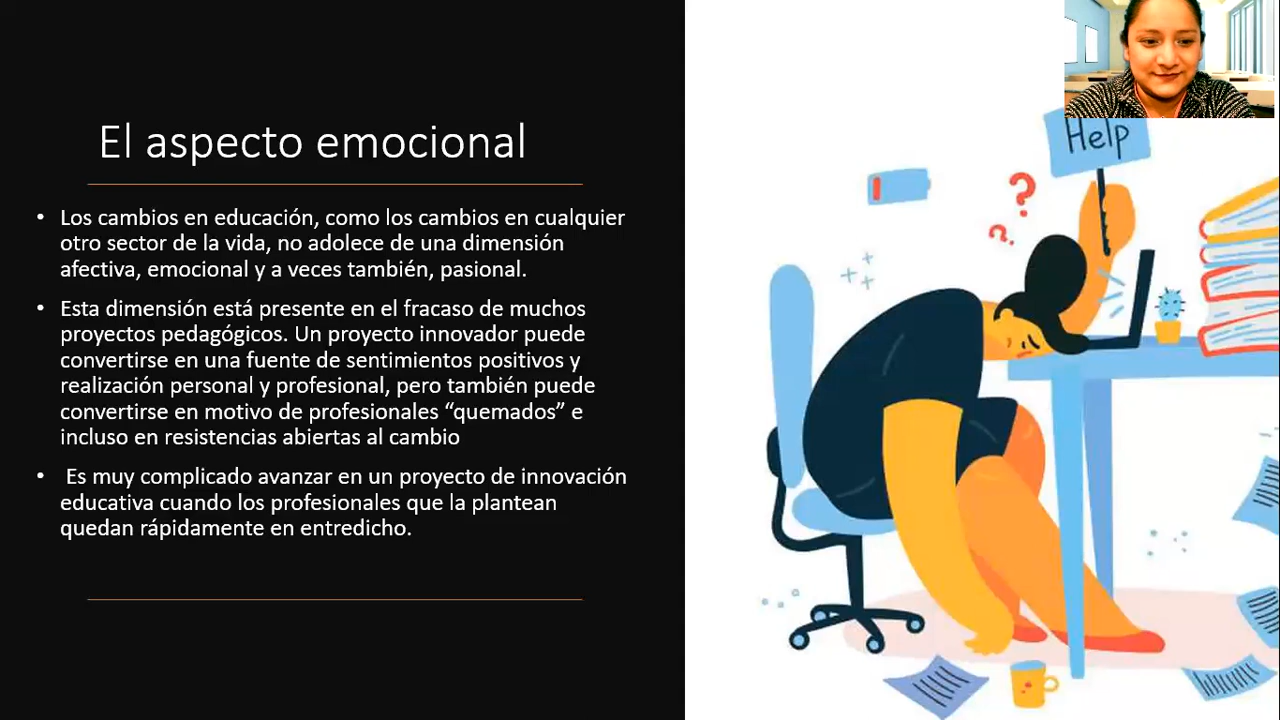 El aspecto emocional
• Los cambios en educación, como los cambios en cualquier
otro sector de la vida, no adolece de una dimensión
afectiva, emocional y a veces también, pasional.
• Esta dimensión está presente en el fracaso de muchos
proyectos pedagógicos. Un proyecto innovador puede
convertirse en una fuente de sentimientos positivos y
realización personal y profesional, pero también puede
convertirse en motivo de profesionales “quemados” e
incluso en resistencias abiertas al cambio
• Es muy complicado avanzar en un proyecto de innovación
educativa cuando los profesionales que la plantean
quedan rápidamente en entredicho.
Help
? ?